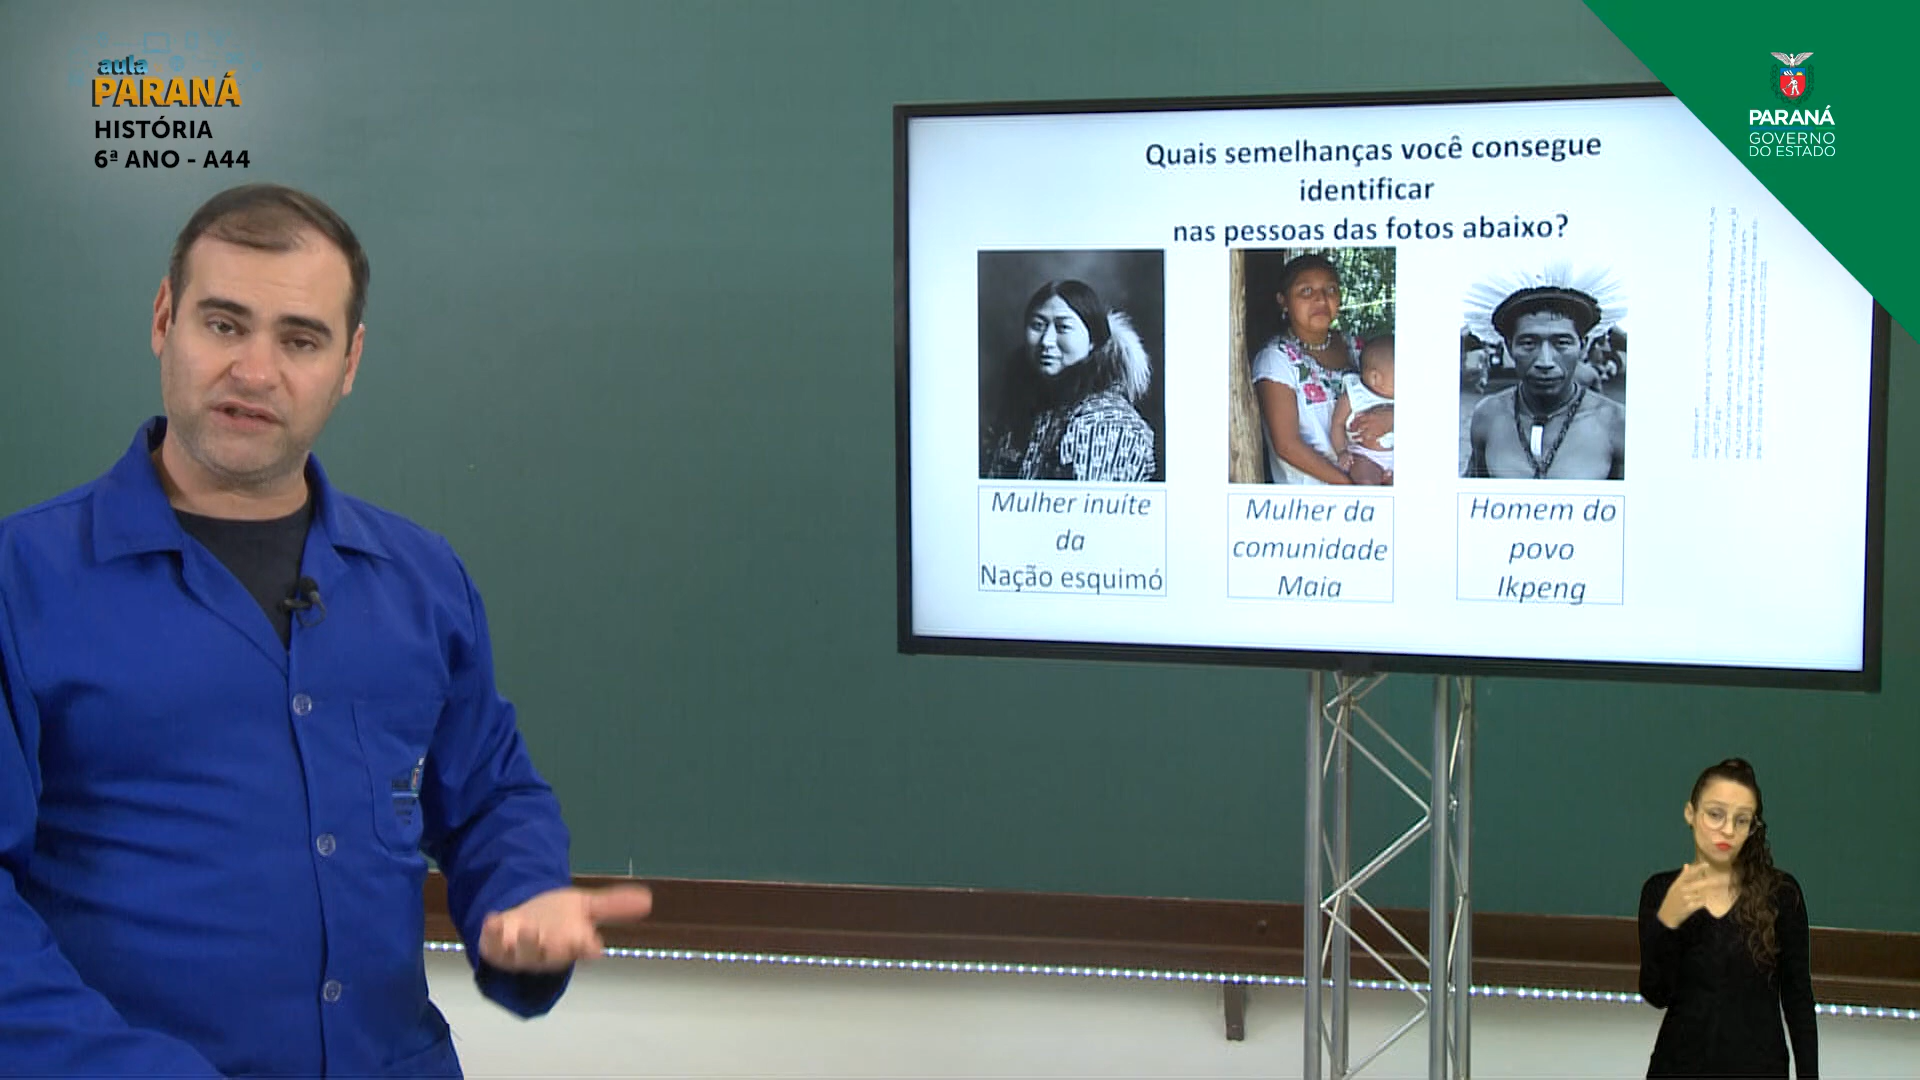 aula
PARANÁ
HISTÓRIA
6ª ANO - A44
PARANÁ
GOVERNO
DO ESTADO
Quais semelhanças você consegue
identificar
nas pessoas das fotos abaixo?
Mulher inuíte
da
Nação esquimó
Mulher da
comunidade
Maia
Homem do
povo
Ikpeng